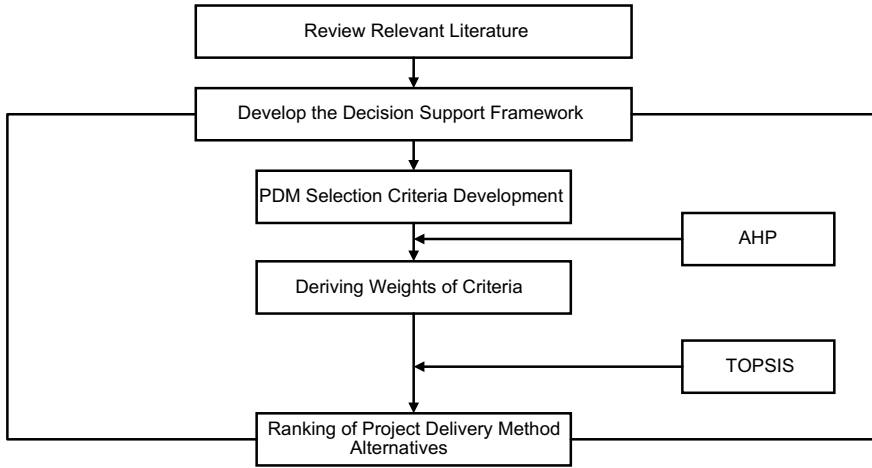 Review Relevant Literature
Develop the Decision Support Framework
PDM Selection Criteria Development
AHP
Deriving Weights of Criteria
TOPSIS
Ranking of Project Delivery Method
Alternatives